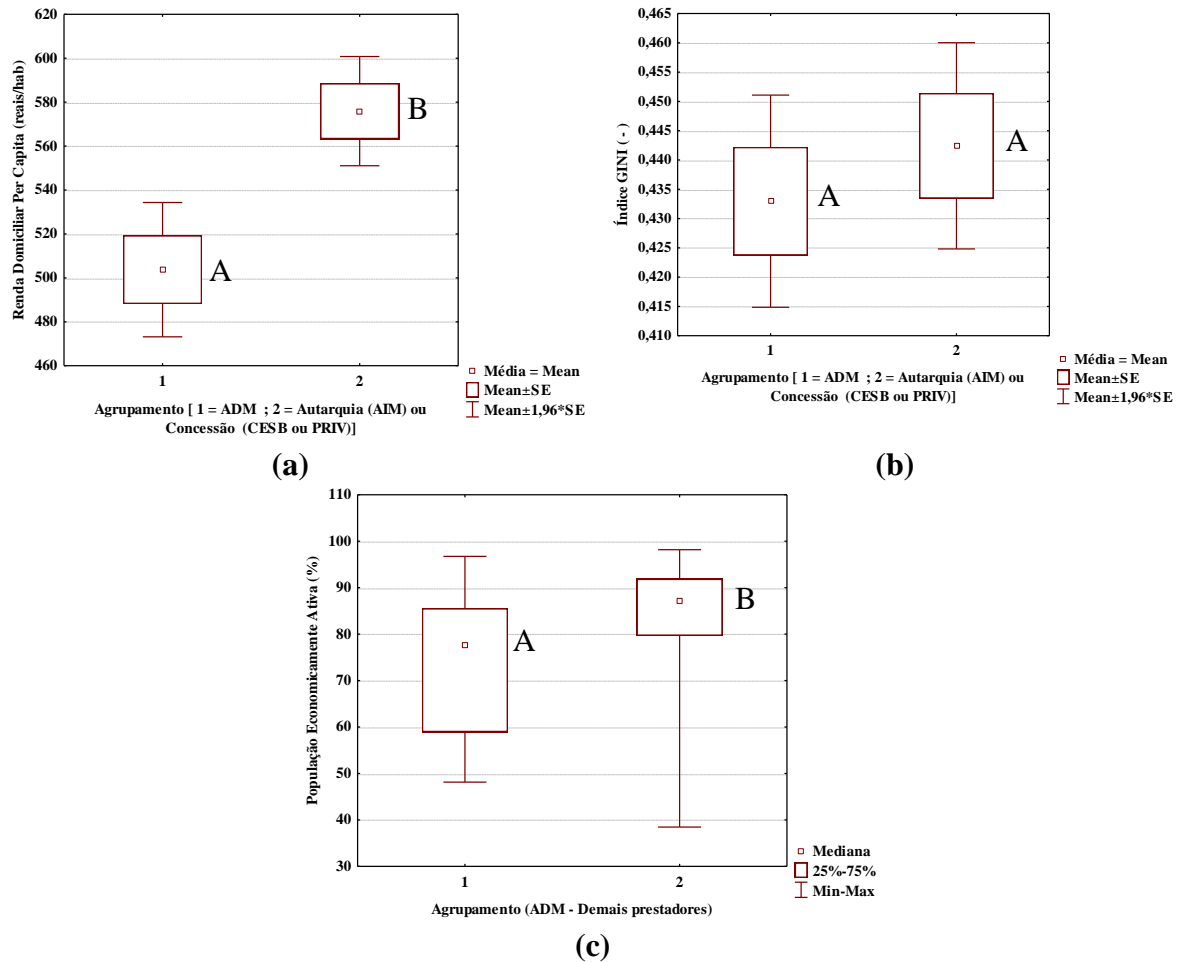 620
600
580
560
540
520
500
480
460
Renda Domiciliar Per Capita (reais/hab)
A
B
1
2
Média = Mean
Mean±SE
Mean±1,96*SE
Agrupamento [ 1 = ADM ; 2 = Autarquia (AIM) ou
Concessão (CESB ou PRIV)]
(a)
0,465
0,460
0,455
0,450
0,445
0,440
0,435
0,430
0,425
0,420
0,415
0,410
Índice GINI ( - )
A
A
1
2
Média = Mean
Mean±SE
Mean±1,96*SE
Agrupamento [ 1 = ADM ; 2 = Autarquia (AIM) ou
Concessão (CESB ou PRIV)]
(b)
110
100
90
80
70
60
50
40
30
População Economicamente Ativa (%)
A
B
1
2
Mediana
25%-75%
Min-Max
Agrupamento (ADM - Demais prestadores)
(c)